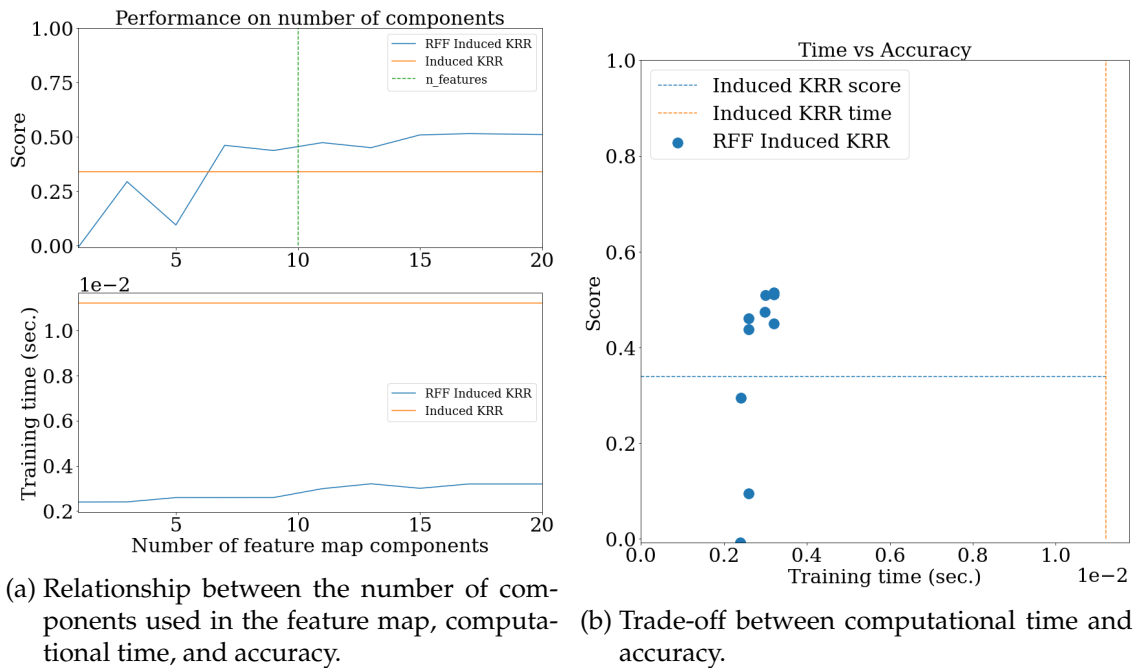 Performance on number of components
1.00
0.75
0.50
0.25
0.00
Score
RFF Induced KRR
Induced KRR
n_features
5
10
15
20
1e−2
1.0
0.8
0.6
0.4
0.2
Training time (sec.)
RFF Induced KRR
Induced KRR
5
10
15
20
Number of feature map components
(a) Relationship between the number of com-
ponents used in the feature map, computa-
tional time, and accuracy.
Time vs Accuracy
1.0
0.8
0.6
0.4
0.2
0.0
Score
Induced KRR score
Induced KRR time
RFF Induced KRR
0.0
0.2
0.4
0.6
0.8
1.0
Training time (sec.)
1e−2
(b) Trade-off between computational time and
accuracy.